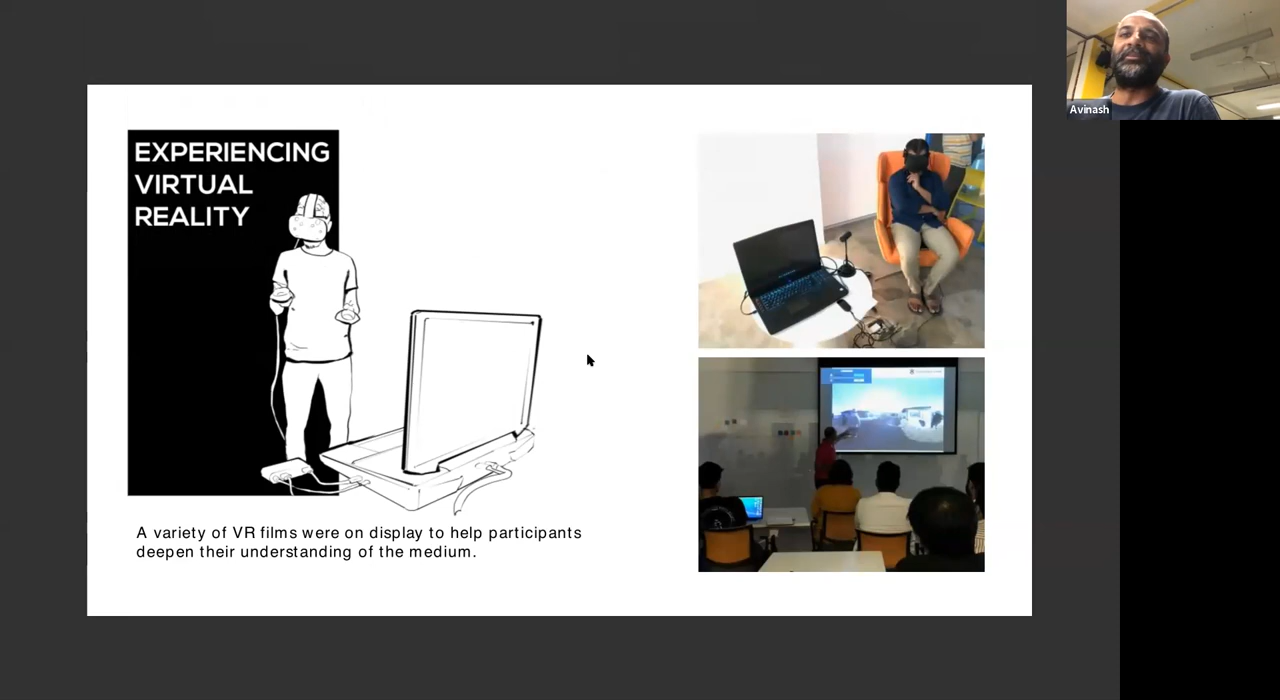 EXPERIENCING
VIRTUAL
REALITY
A variety of VR films were on display to help participants
deepen their understanding of the medium.
Avinash